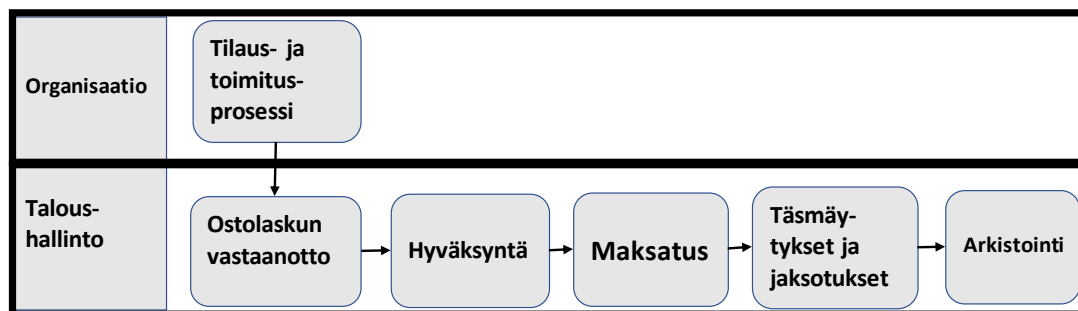 Organisaatio
Tilaus- ja
toimitus-
prosessi
Talous-
hallinto
Ostolaskun
vastaanotto
Hyväksyntä
Maksatus
Täsmäy-
tykset ja
jaksotukset
Arkistointi